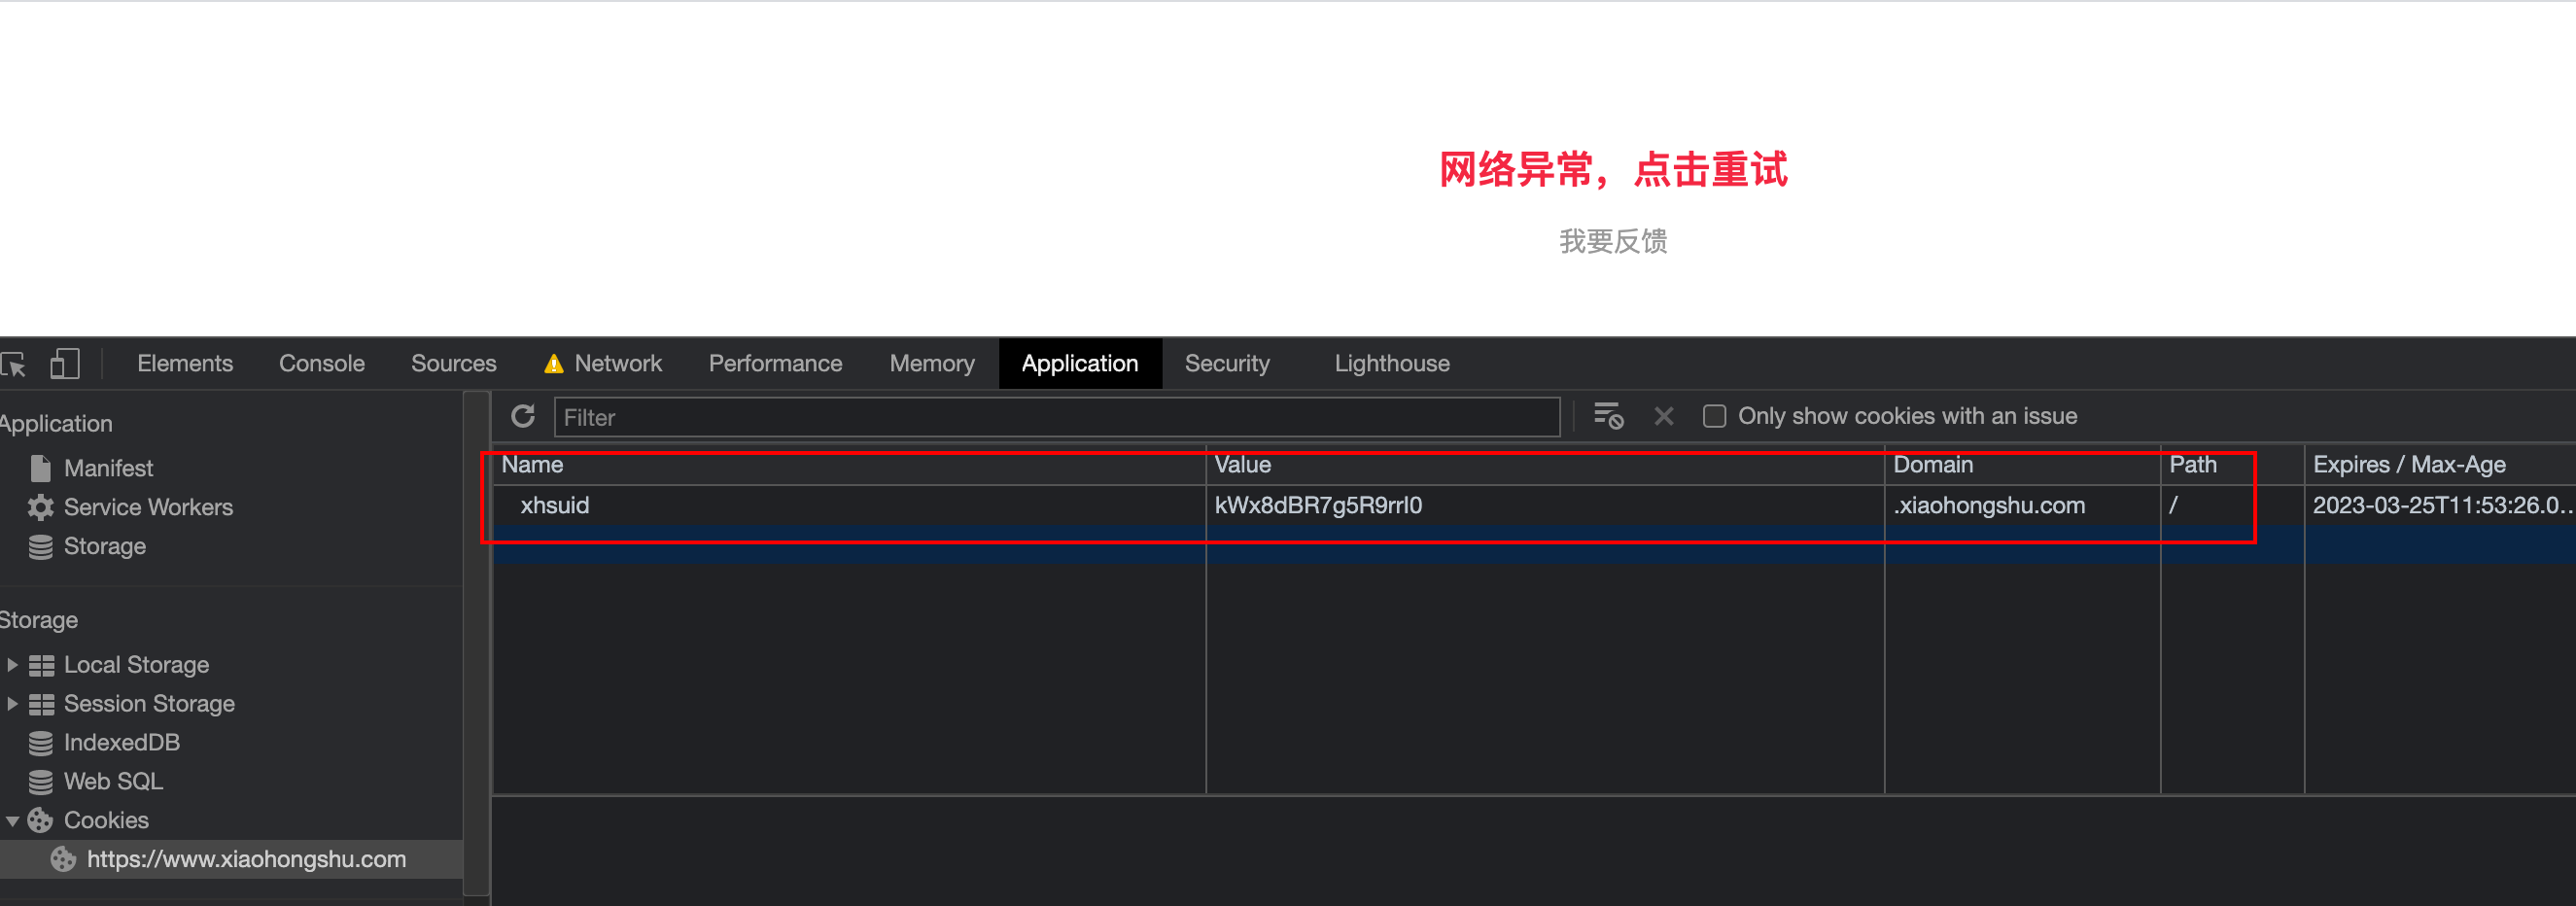 网络异常，点击重试
我要反馈
Elements Console Sources Network Performance Memory Application Security Lighthouse
Application
Manifest
Service Workers
Storage
Storage
Local Storage
Session Storage
IndexedDB
Web SQL
Cookies
https://www.xiaohongshu.com
Filter Only show cookies with an issue
Name Value Domain Path Expires / Max-Age
xhsuid kWx8dBR7g5R9rrI0 .xiaohongshu.com / 2023-03-25T11:53:26.0…